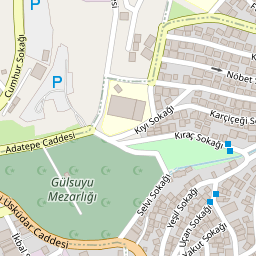 P
Cumhur Sokağı
P
Nöbet
Karçiçeği S
Kıyı Sokağı
Kıraç Sokağı
Adatepe Caddesi
Gülsuyu
Mezarlığı
Selvi Sokağı
Yeşil Sokağı
Uçan Sokağı
Yakut Sokağı
Üsküdar Caddesi
İkbal